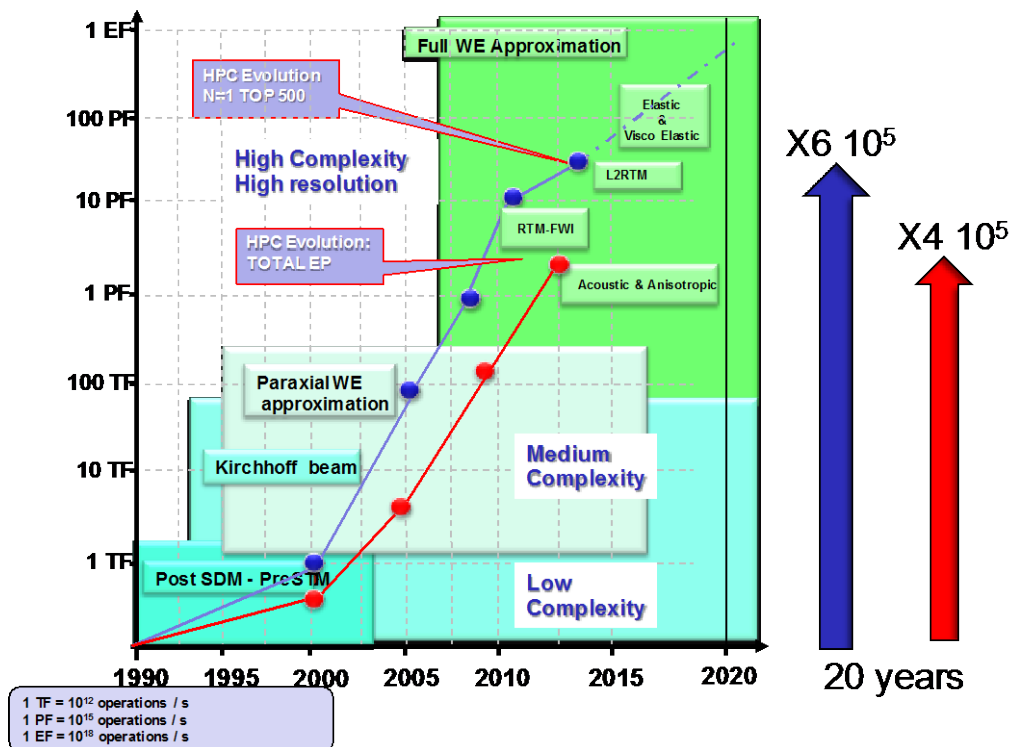 1 EF
100 PF
10 PF
1 PF
100 TF
10 TF
1 TF
Full WE Approximation
HPC Evolution
N=1 TOP 500
Elastic
&
Visco Elastic
High Complexity
High resolution
L2RTM
RTM-FWI
HPC Evolution:
TOTAL EP
Acoustic & Anisotropic
Paraxial WE
approximation
Kirchhoff beam
Medium
Complexity
Post SDM - PreSTM
Low
Complexity
1990
1995
2000
2005
2010
2015
2020
X6 10⁵
X4 10⁵
20 years
1 TF = 10¹² operations / s
1 PF = 10¹⁵ operations / s
1 EF = 10¹⁸ operations / s